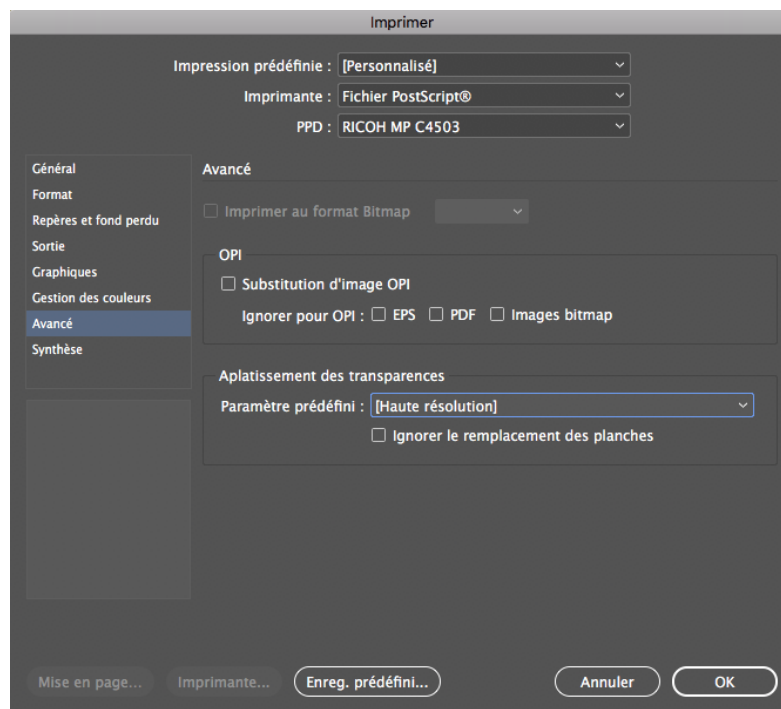 Imprimer
Impression prédéfinie : [Personnalisé]
Imprimante : Fichier PostScript®
PPD : RICOH MP C4503
Général
Format
Repères et fond perdu
Sortie
Graphiques
Gestion des couleurs
Avancé
Synthèse
Avancé
Imprimer au format Bitmap
OPI
Substitution d'image OPI
Ignorer pour OPI : EPS PDF Images bitmap
Aplatissement des transparences
Paramètre prédéfini : [Haute résolution]
Ignorer le remplacement des planches
Mise en page... Imprimante... Enreg. prédéfini... Annuler OK